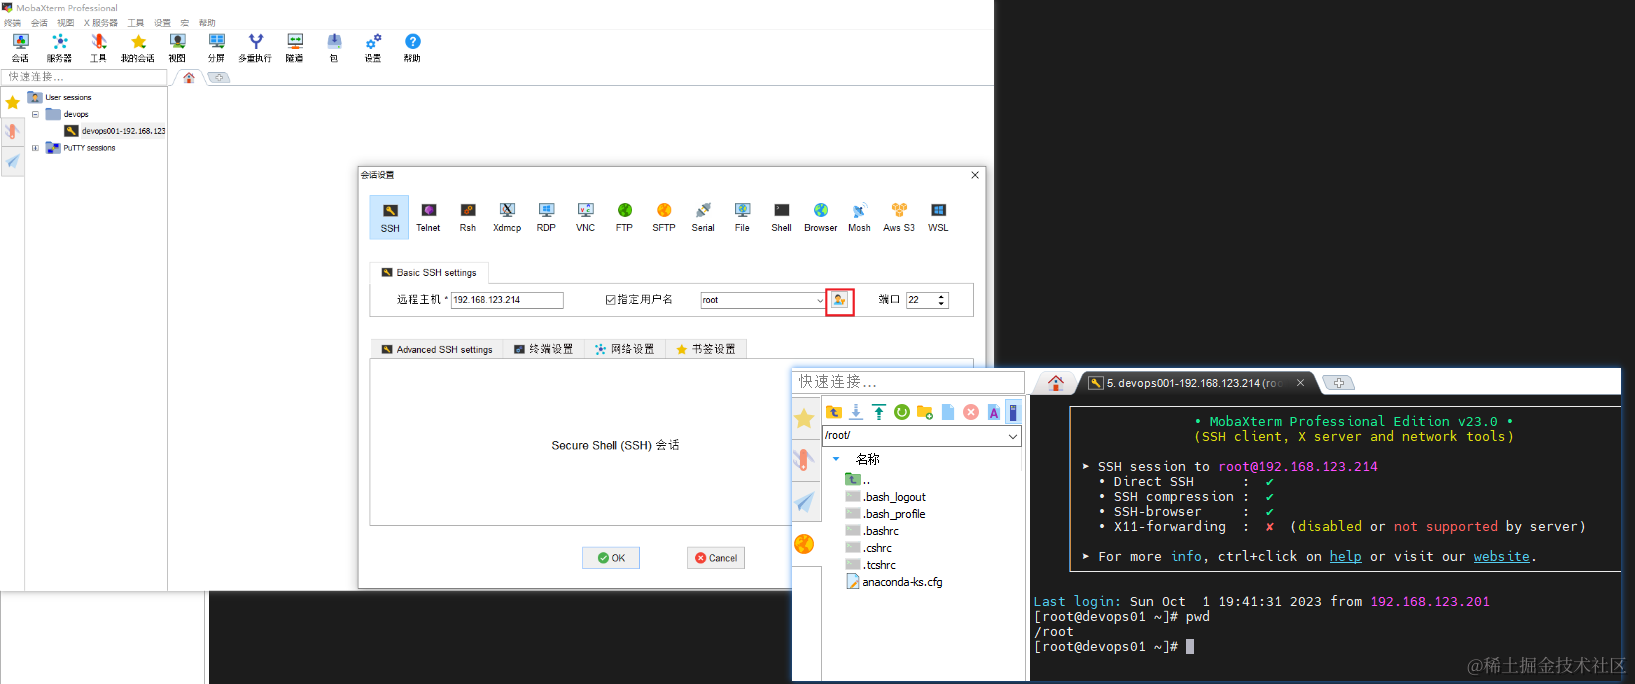 MobaXterm Professional
终端 会话 视图 X 服务器 工具 设置 宏 帮助
会话 服务器 工具 我的会话 视图 分屏 多重执行 隧道 包 设置 帮助
快速连接...
User sessions
devops
devops001-192.168.123
PuTTY sessions
会话设置
SSH Telnet Rsh Xdmcp RDP VNC FTP SFTP Serial File Shell Browser Mosh Aws S3 WSL
Basic SSH settings
远程主机 * 192.168.123.214 指定用户名 root 端口 22
Advanced SSH settings 终端设置 网络设置 书签设置
Secure Shell (SSH) 会话
OK Cancel
快速连接...
5. devops001-192.168.123.214 (roo
/root/
名称
..
.bash_logout
.bash_profile
.bashrc
.cshrc
.tcshrc
anaconda-ks.cfg
• MobaXterm Professional Edition v23.0 •
(SSH client, X server and network tools)
► SSH session to root@192.168.123.214
• Direct SSH : ✔
• SSH compression : ✔
• SSH-browser : ✔
• X11-forwarding : ✘ (disabled or not supported by server)
► For more info, ctrl+click on help or visit our website.
Last login: Sun Oct 1 19:41:31 2023 from 192.168.123.201
[root@devops01 ~]# pwd
/root
[root@devops01 ~]#
@稀土掘金技术社区